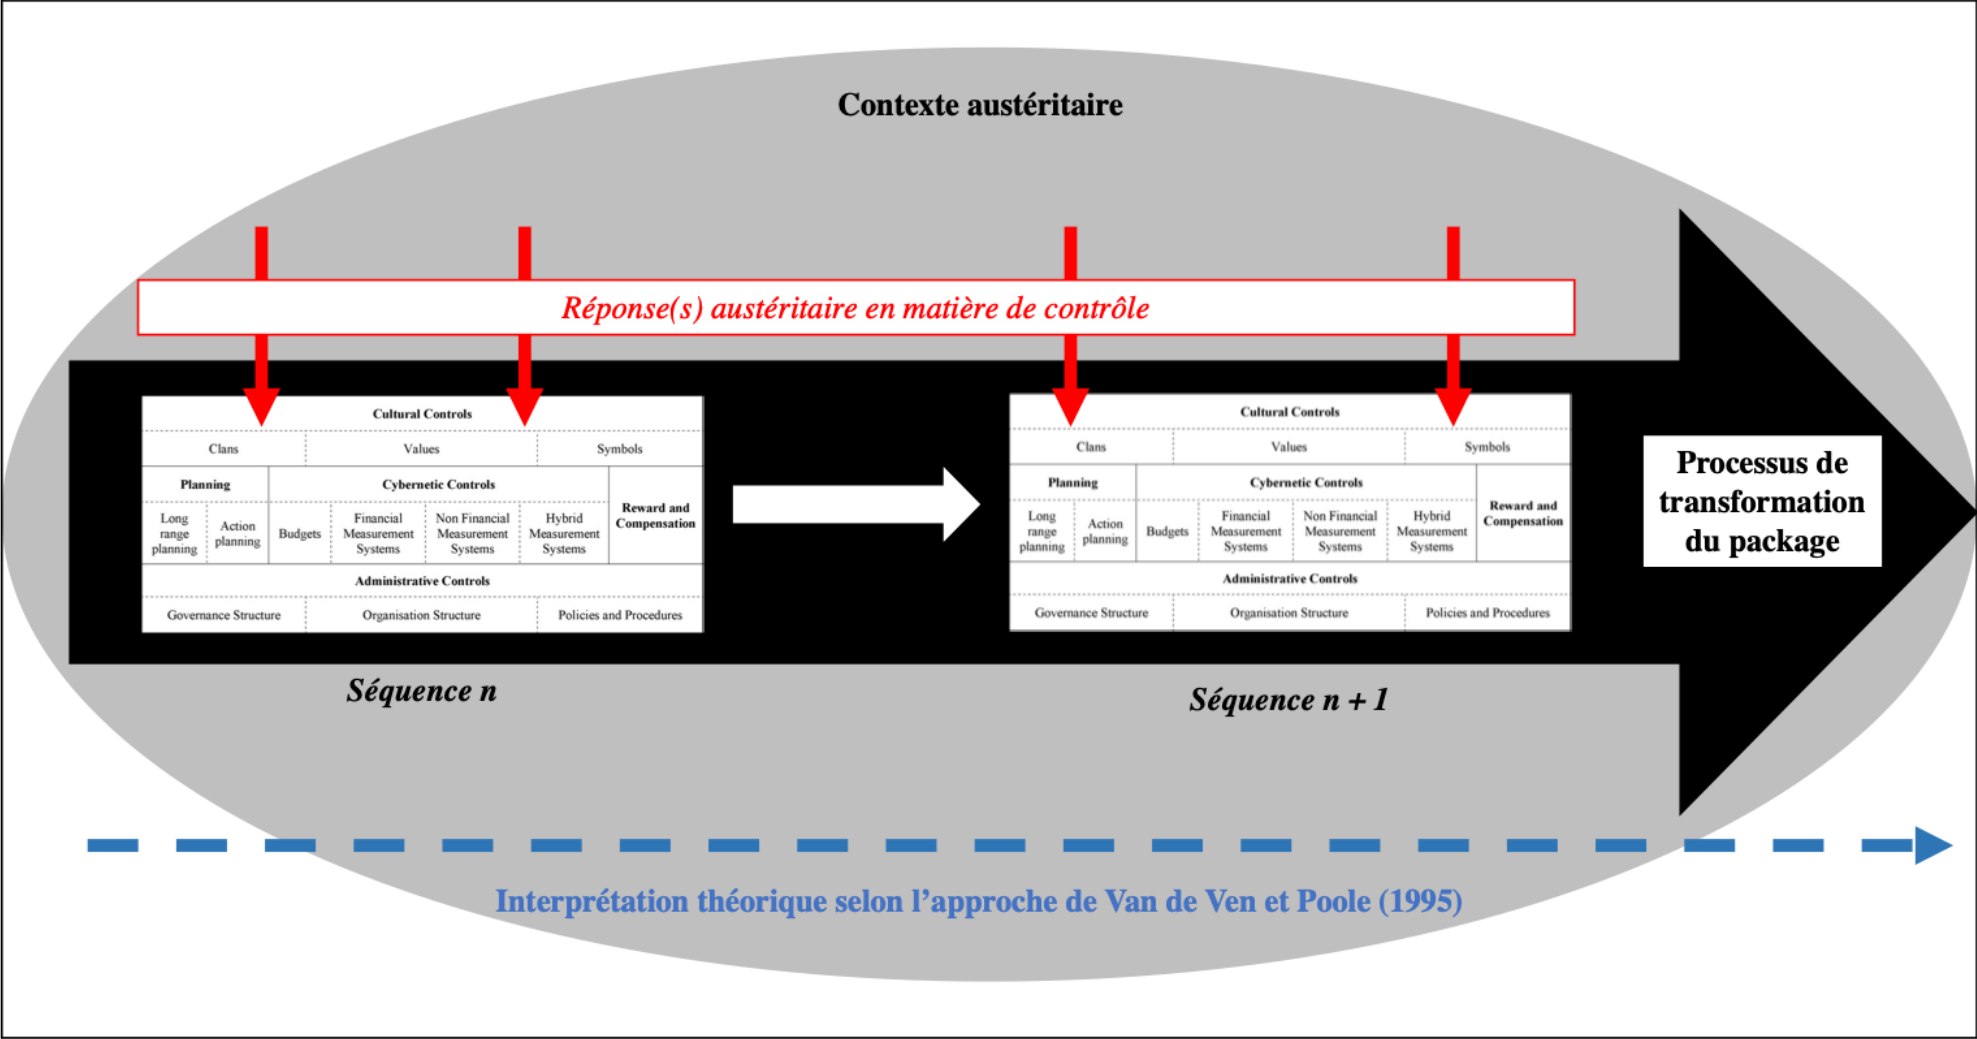 Contexte austéritaire
Réponse(s) austéritaire en matière de contrôle
Cultural Controls
Clans
Values
Symbols
Planning
Cybernetic Controls
Reward and
Compensation
Long
range
planning
Action
planning
Budgets
Financial
Measurement
Systems
Non Financial
Measurement
Systems
Hybrid
Measurement
Systems
Administrative Controls
Governance Structure
Organisation Structure
Policies and Procedures
Cultural Controls
Clans
Values
Symbols
Planning
Cybernetic Controls
Reward and
Compensation
Long
range
planning
Action
planning
Budgets
Financial
Measurement
Systems
Non Financial
Measurement
Systems
Hybrid
Measurement
Systems
Administrative Controls
Governance Structure
Organisation Structure
Policies and Procedures
Processus de
transformation
du package
Séquence n
Séquence n + 1
Interprétation théorique selon l’approche de Van de Ven et Poole (1995)